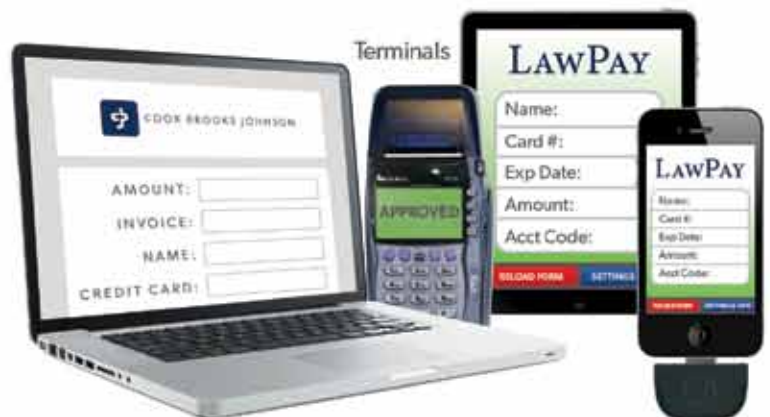 COOK BROOKS JOHNSON
AMOUNT:
INVOICE:
NAME:
CREDIT CARD:
Terminals
APPROVED
LAWPAY
Name:
Card #:
Exp Date:
Amount:
Acct Code:
RELOAD FORM
SETTINGS
LAWPAY
Name:
Card #:
Exp Date:
Amount:
Acct Code: